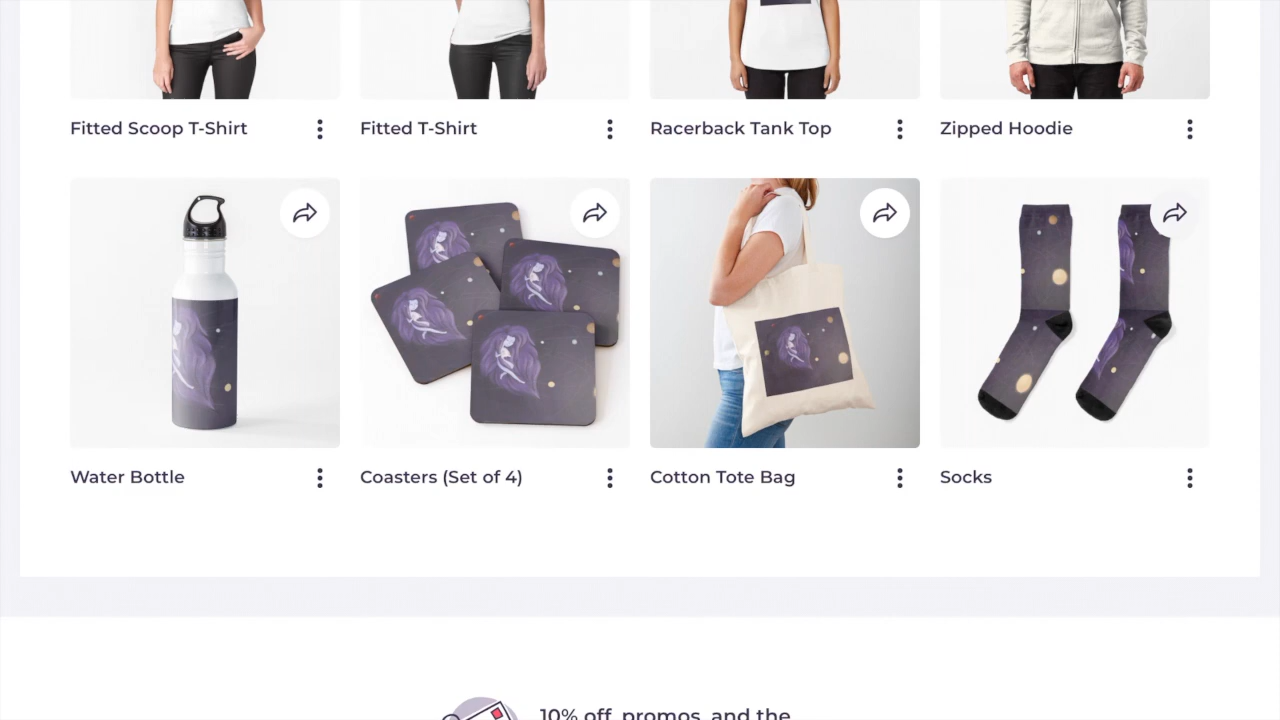 Fitted Scoop T-Shirt
Fitted T-Shirt
Racerback Tank Top
Zipped Hoodie
Water Bottle
Coasters (Set of 4)
Cotton Tote Bag
Socks
10% off, promos, and the